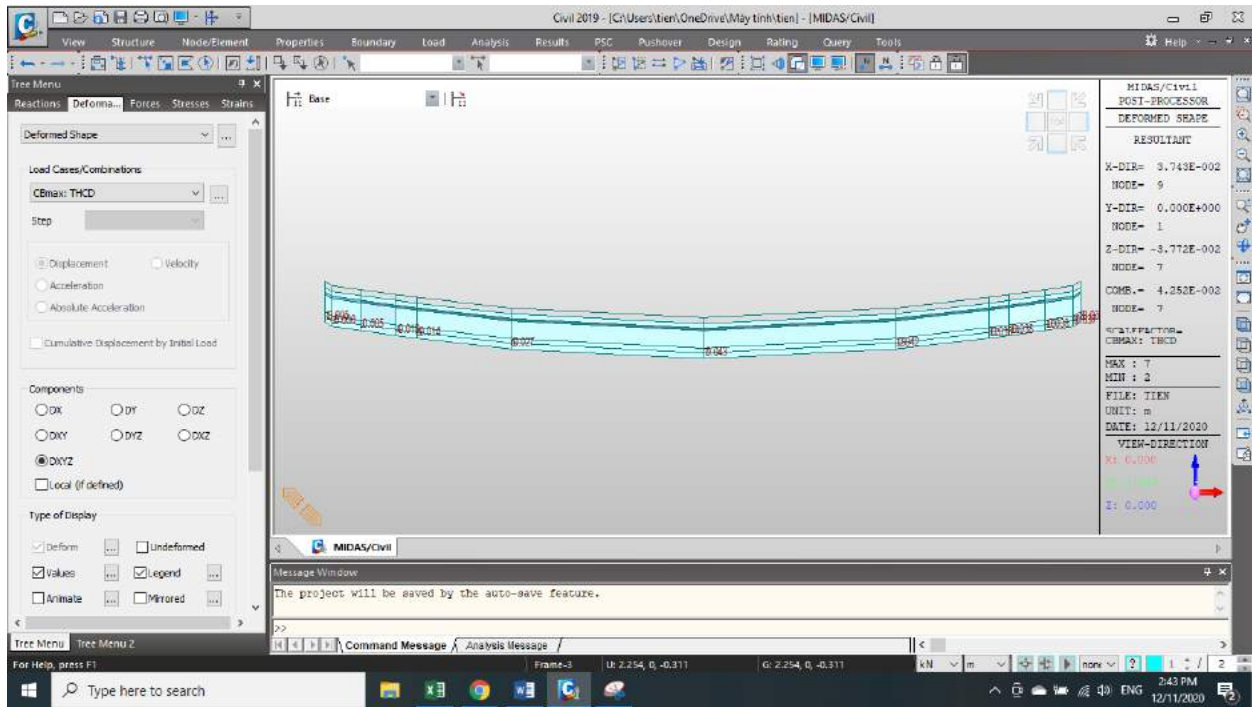 Civil 2019 - [C:\Users\tien\OneDrive\Máy tính\tien] - [MIDAS/Civil]
View Structure Node/Element Properties Boundary Load Analysis Results PSC Pushover Design Rating Query Tools Help
Tree Menu
Reactions Deforma... Forces Stresses Strains
Deformed Shape
Load Cases/Combinations
CBmax: THCD
Step
Displacement Velocity
Acceleration
Absolute Acceleration
Cumulative Displacement by Initial Load
Components
DX DY DZ
DXY DYZ DXZ
DXYZ
Local (if defined)
Type of Display
Deform Undeformed
Values Legend
Animate Mirrored
Tree Menu Tree Menu 2
Base
0.005
0.027
0.043
MIDAS/Civil
POST-PROCESSOR
DEFORMED SHAPE
RESULTANT
X-DIR= 3.743E-002
NODE= 9
Y-DIR= 0.000E+000
NODE= 1
Z-DIR= -3.772E-002
NODE= 7
COMB.= 4.252E-002
NODE= 7
SCALEFACTOR=
CBMAX: THCD
MAX : 7
MIN : 2
FILE: TIEN
UNIT: m
DATE: 12/11/2020
VIEW-DIRECTION
X: 0.000
Z: 0.000
MIDAS/Civil
Message Window
The project will be saved by the auto-save feature.
>>
Command Message Analysis Message
For Help, press F1
Frame-3 U: 2.254, 0, -0.311 G: 2.254, 0, -0.311 kN m none ? 1 / 2
Type here to search
ENG
2:43 PM
12/11/2020
2